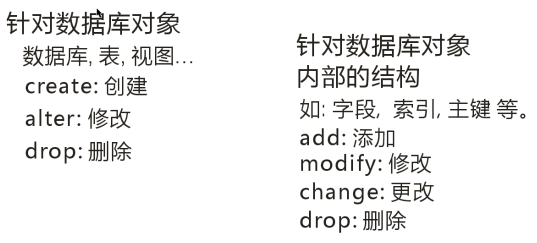 针对数据库对象
数据库, 表, 视图...
create: 创建
alter: 修改
drop: 删除
针对数据库对象
内部的结构
如: 字段, 索引, 主键 等。
add: 添加
modify: 修改
change: 更改
drop: 删除